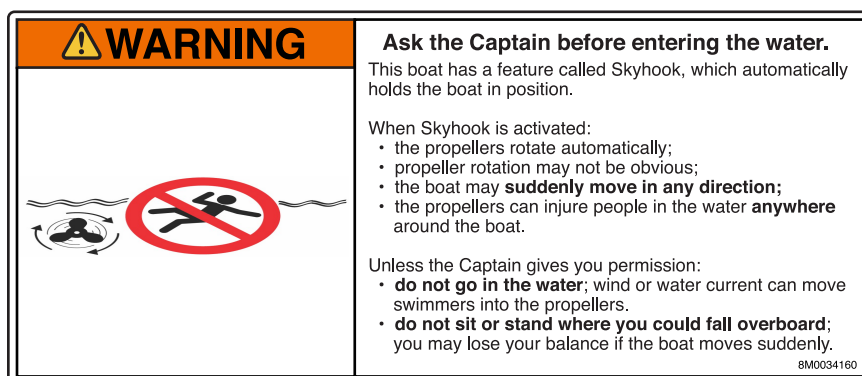 WARNING
Ask the Captain before entering the water.
This boat has a feature called Skyhook, which automatically
holds the boat in position.
When Skyhook is activated:
• the propellers rotate automatically;
• propeller rotation may not be obvious;
• the boat may suddenly move in any direction;
• the propellers can injure people in the water anywhere
around the boat.
Unless the Captain gives you permission:
• do not go in the water; wind or water current can move
swimmers into the propellers.
• do not sit or stand where you could fall overboard;
you may lose your balance if the boat moves suddenly.
8M0034160